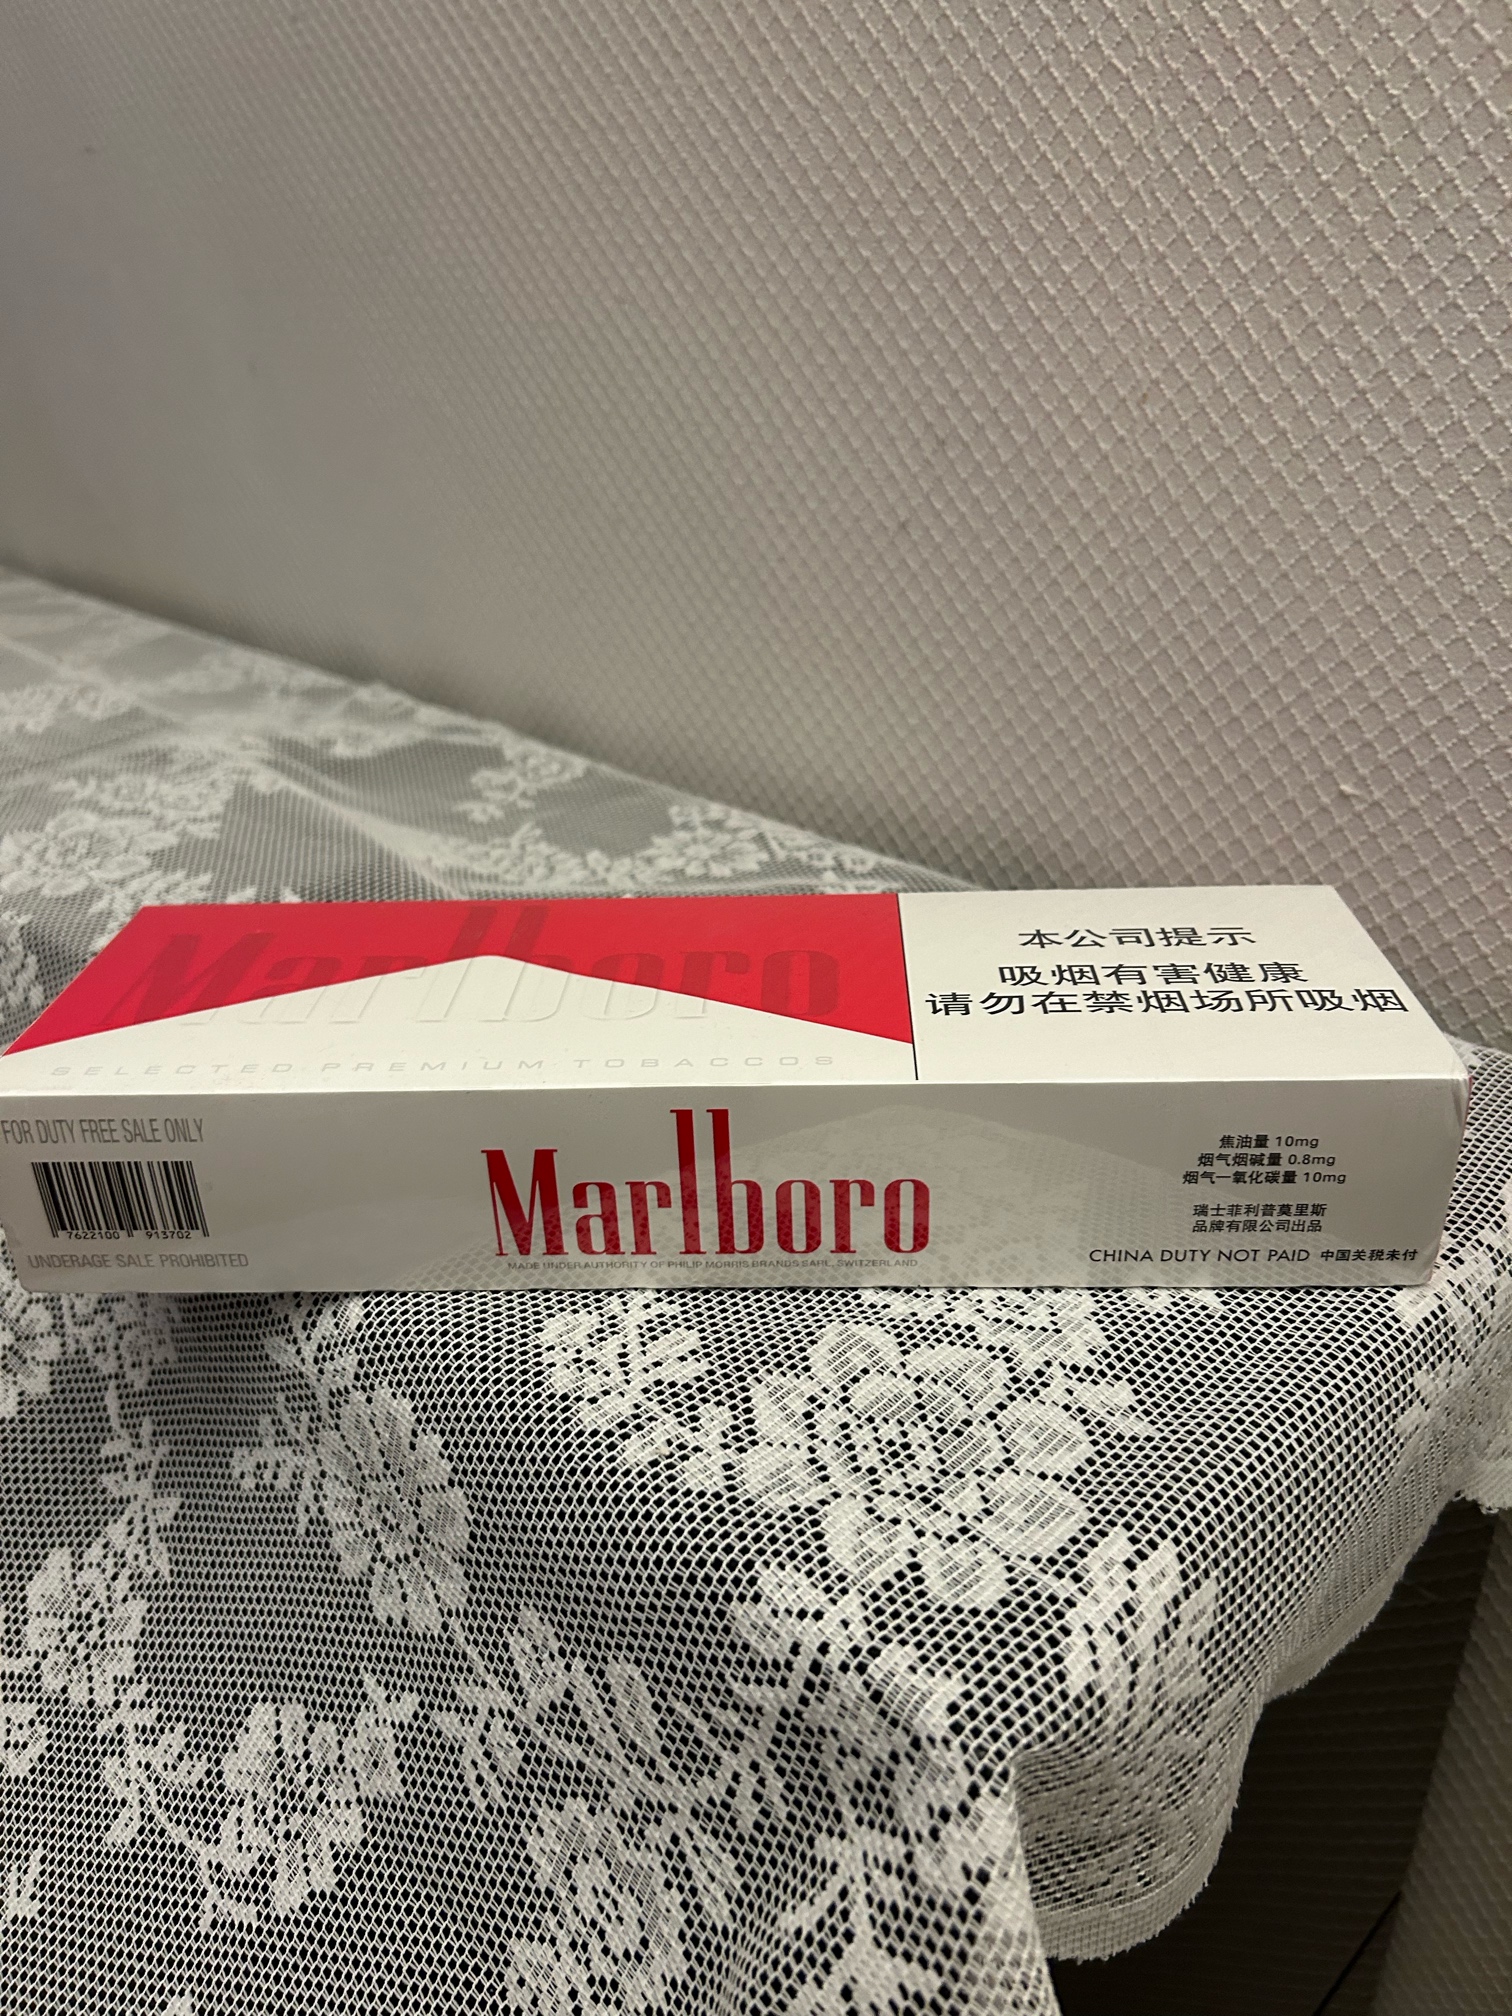 Marlboro
SELECTED PREMIUM TOBACCOS
本公司提示
吸烟有害健康
请勿在禁烟场所吸烟
FOR DUTY FREE SALE ONLY
7622100 913702
UNDERAGE SALE PROHIBITED
Marlboro
MADE UNDER AUTHORITY OF PHILIP MORRIS BRANDS SARL, SWITZERLAND
焦油量 10mg
烟气烟碱量 0.8mg
烟气一氧化碳量 10mg
瑞士菲利普莫里斯
品牌有限公司出品
CHINA DUTY NOT PAID 中国关税未付